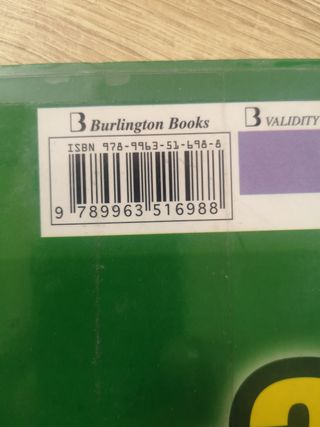 B Burlington Books
B VALIDITY
ISBN 978-9963-51-698-8
9 789963 516988